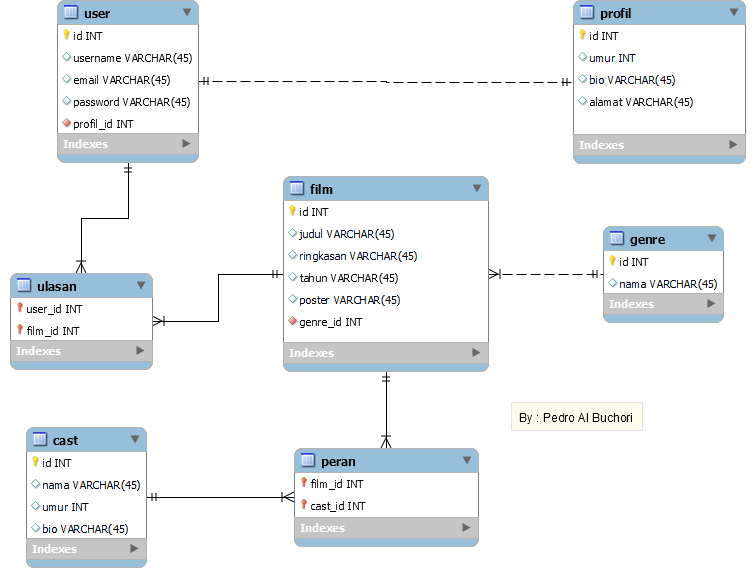 user
id INT
username VARCHAR(45)
email VARCHAR(45)
password VARCHAR(45)
profil_id INT
Indexes
profil
id INT
umur INT
bio VARCHAR(45)
alamat VARCHAR(45)
Indexes
film
id INT
judul VARCHAR(45)
ringkasan VARCHAR(45)
tahun VARCHAR(45)
poster VARCHAR(45)
genre_id INT
Indexes
genre
id INT
nama VARCHAR(45)
Indexes
ulasan
user_id INT
film_id INT
Indexes
By : Pedro Al Buchori
cast
id INT
nama VARCHAR(45)
umur INT
bio VARCHAR(45)
Indexes
peran
film_id INT
cast_id INT
Indexes